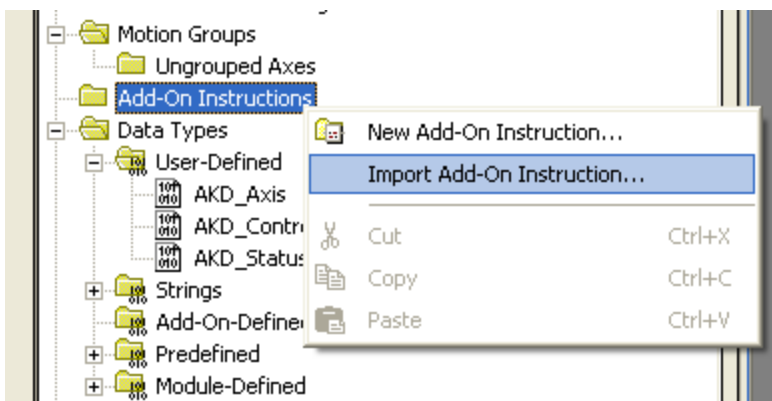 Motion Groups
Ungrouped Axes
Add-On Instructions
Data Types
New Add-On Instruction...
User-Defined
Import Add-On Instruction...
AKD_Axis
AKD_Contr
Cut Ctrl+X
AKD_Status
Copy Ctrl+C
Strings
Add-On-Define
Paste Ctrl+V
Predefined
Module-Defined